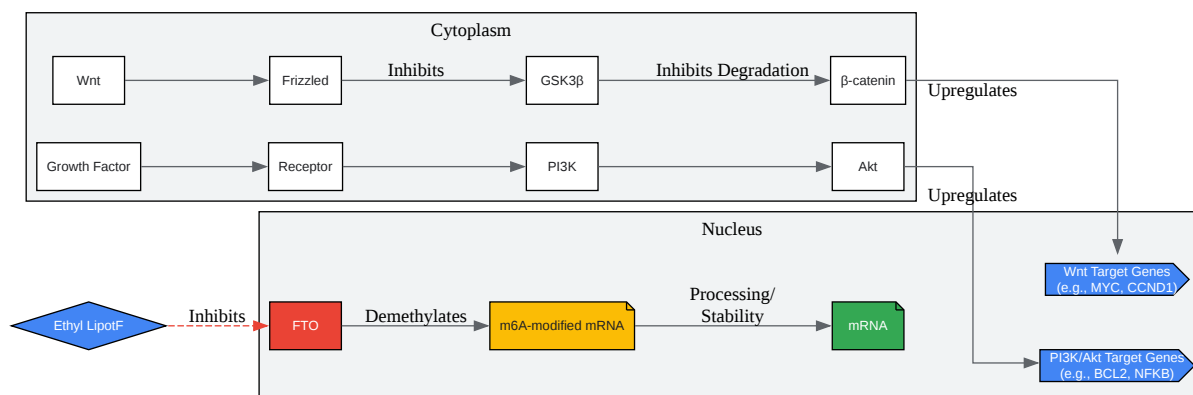 Cytoplasm
Wnt
Frizzled
Inhibits
GSK3β
Inhibits Degradation
β-catenin
Upregulates
Growth Factor
Receptor
PI3K
Akt
Upregulates
Nucleus
Wnt Target Genes
(e.g., MYC, CCND1)
Ethyl LipotF
Inhibits
FTO
Demethylates
m6A-modified mRNA
Processing/
Stability
mRNA
PI3K/Akt Target Genes
(e.g., BCL2, NFKB)